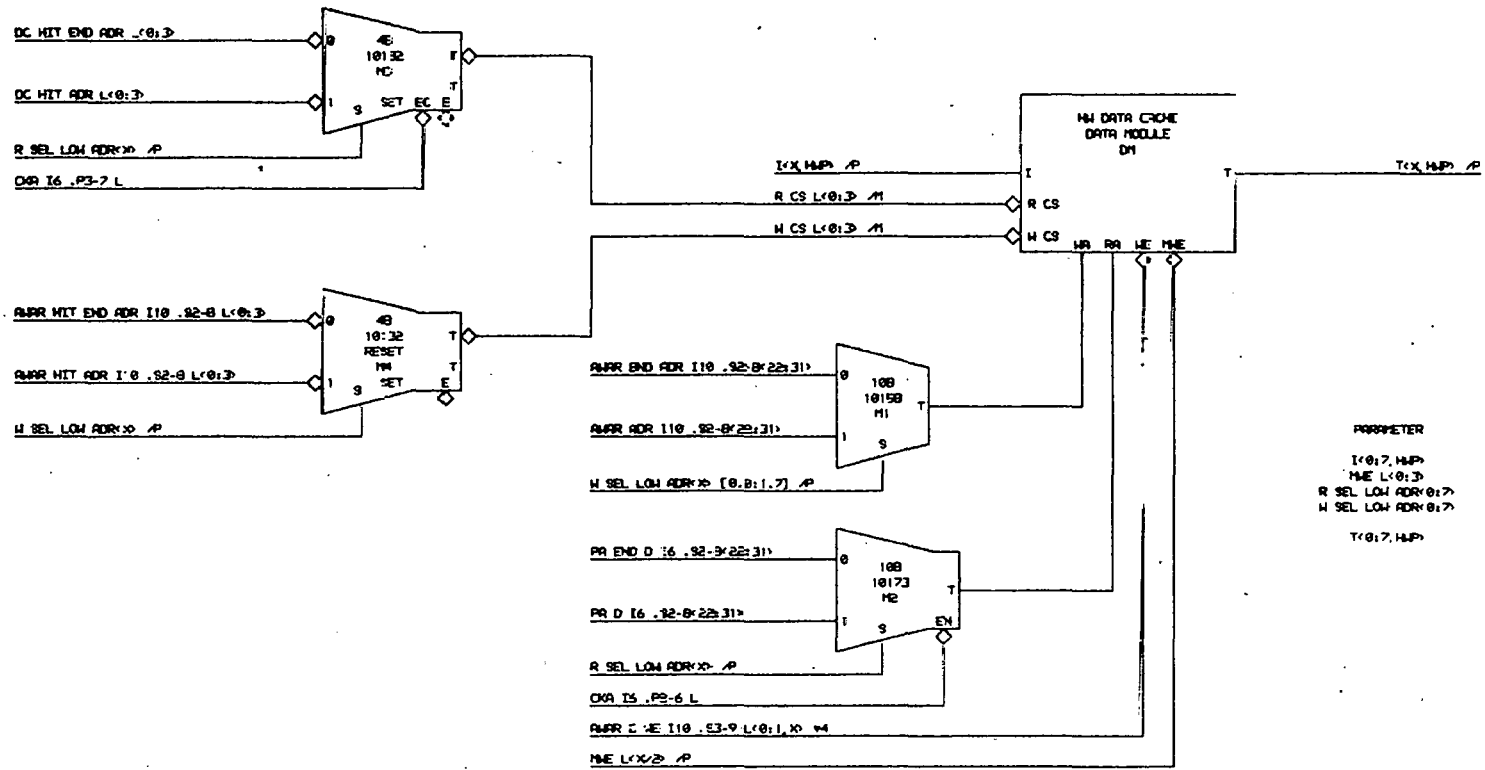 DC HIT END ADR L<0:3>
DC HIT ADR L<0:3>
R SEL LOW ADR<X> /P
CKA I6 .P3-7 L
0
1
4B
10132
S
SET
EC
E
T
T
AWAR HIT END ADR I10 .S2-8 L<0:3>
AWAR HIT ADR I10 .S2-8 L<0:3>
W SEL LOW ADR<X> /P
0
1
4B
10132
RESET
M4
S
SET
E
T
T
I<X,HWP> /P
R CS L<0:3> /M
W CS L<0:3> /M
HW DATA CACHE
DATA MODULE
DM
I
R CS
W CS
WA
RA
WE
MWE
T
T<X,HWP> /P
AWAR END ADR I10 .S2-8<22:31>
AWAR ADR I10 .S2-8<22:31>
W SEL LOW ADR<X> [0.0:1.7] /P
0
1
10B
10158
M1
S
T
PA END D I6 .S2-8<22:31>
PA D I6 .S2-8<22:31>
R SEL LOW ADR<X> /P
CKA I6
0
1
10B
10173
M2
S
EN
T
WE I10 .S3-9 L<0:1,X>
MWE L<X/2> /P
PARAMETER
I<0:7,HWP>
MWE L<0:3>
R SEL LOW ADR<0:7>
W SEL LOW ADR<0:7>
T<0:7,HWP>